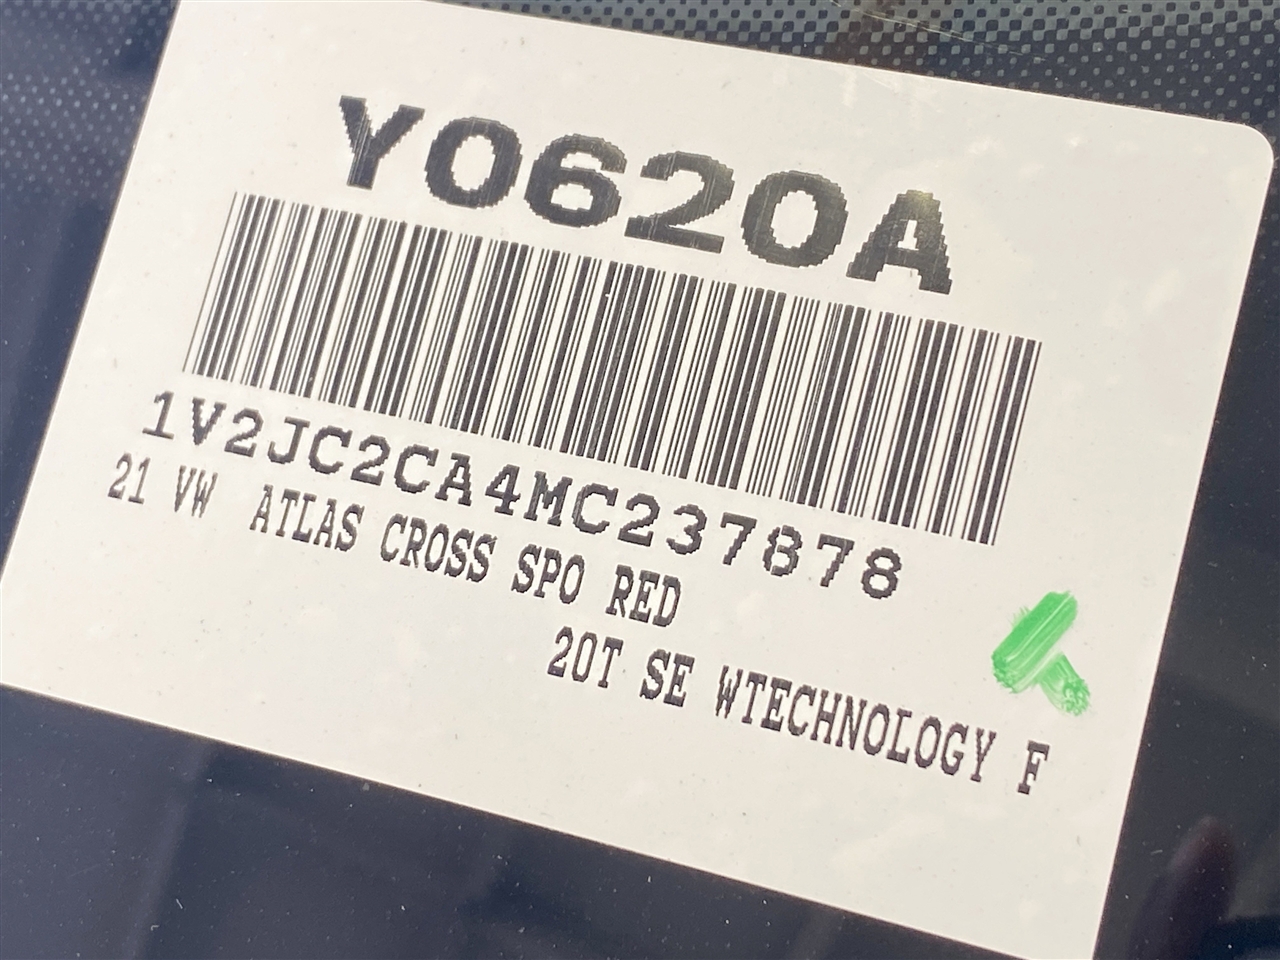 Y0620A
1V2JC2CA4MC237878
21 VW ATLAS CROSS SPO RED
20T SE WTECHNOLOGY F